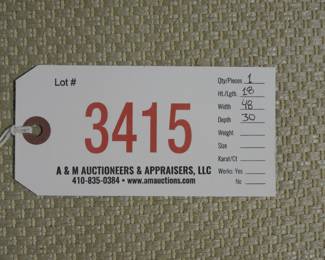 Lot #
3415
A & M AUCTIONEERS & APPRAISERS, LLC
410-835-0384 • www.amauctions.com
Qty/Pieces 1
Ht./Lgth. 18
Width 48
Depth 30
Weight
Size
Karat/Ct
Works: Yes
No